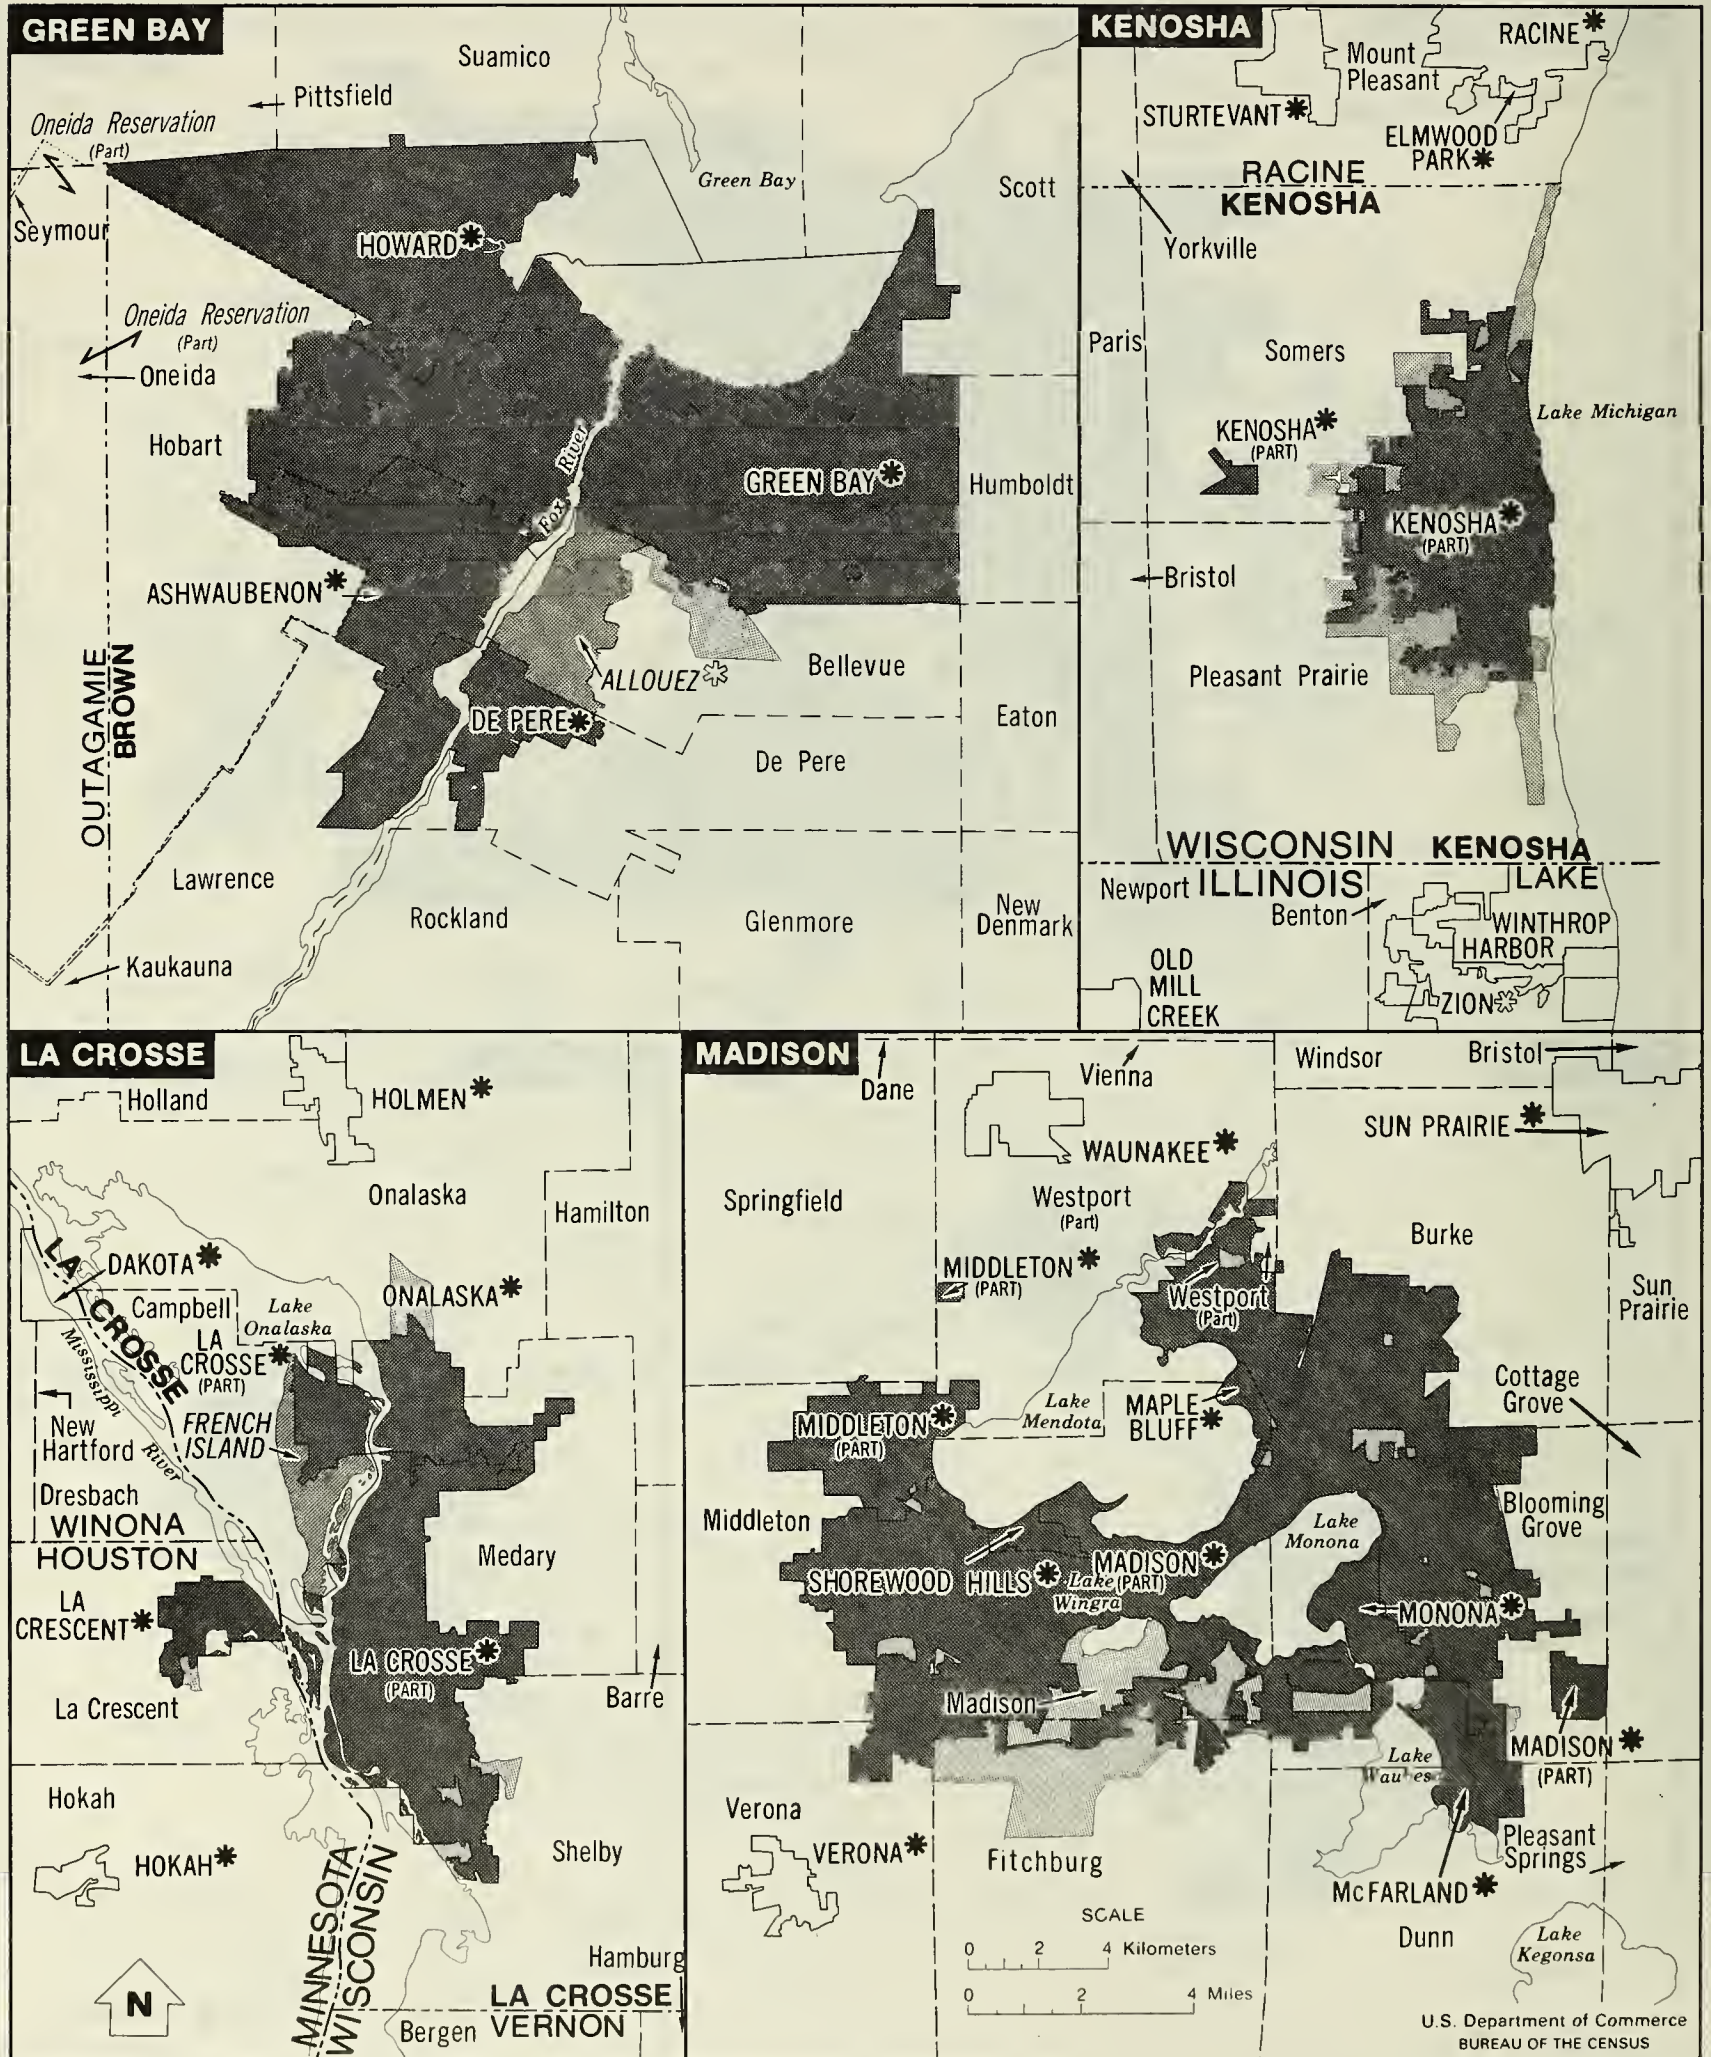 GREEN BAY
Suamico
Pittsfield
Oneida Reservation
(Part)
Green Bay
Scott
Seymour
HOWARD
Oneida Reservation
(Part)
Oneida
Hobart
River
Fox
GREEN BAY
Humboldt
ASHWAUBENON
OUTAGAMIE
BROWN
ALLOUEZ
Bellevue
DE PERE
Eaton
De Pere
Lawrence
Rockland
Glenmore
New
Denmark
Kaukauna
KENOSHA
RACINE
Mount
Pleasant
STURTEVANT
ELMWOOD
PARK
RACINE
KENOSHA
Yorkville
Paris
Somers
Lake Michigan
KENOSHA
(PART)
KENOSHA
(PART)
Bristol
Pleasant Prairie
WISCONSIN
KENOSHA
Newport
ILLINOIS
LAKE
Benton
WINTHROP
HARBOR
OLD
MILL
CREEK
ZION
LA CROSSE
Holland
HOLMEN
Onalaska
Hamilton
LA CROSSE
DAKOTA
ONALASKA
Campbell
Lake
Onalaska
LA
CROSSE
(PART)
Mississippi
River
New
Hartford
FRENCH
ISLAND
Dresbach
WINONA
HOUSTON
Medary
LA
CRESCENT
LA CROSSE
(PART)
La Crescent
Barre
Hokah
HOKAH
Shelby
MINNESOTA
WISCONSIN
Hamburg
N
LA CROSSE
Bergen
VERNON
MADISON
Dane
Vienna
Windsor
Bristol
SUN PRAIRIE
WAUNAKEE
Springfield
Westport
(Part)
Burke
MIDDLETON
(PART)
Westport
(Part)
Sun
Prairie
Cottage
Grove
Lake
Mendota
MAPLE
BLUFF
MIDDLETON
(PART)
Middleton
Lake
Monona
Blooming
Grove
SHOREWOOD HILLS
MADISON
(PART)
Lake
Wingra
MONONA
Madison
MADISON
(PART)
Lake
Waubes
Verona
VERONA
Fitchburg
Pleasant
Springs
McFARLAND
Dunn
SCALE
0 2 4 Kilometers
0 2 4 Miles
Lake
Kegonsa
U.S. Department of Commerce
BUREAU OF THE CENSUS